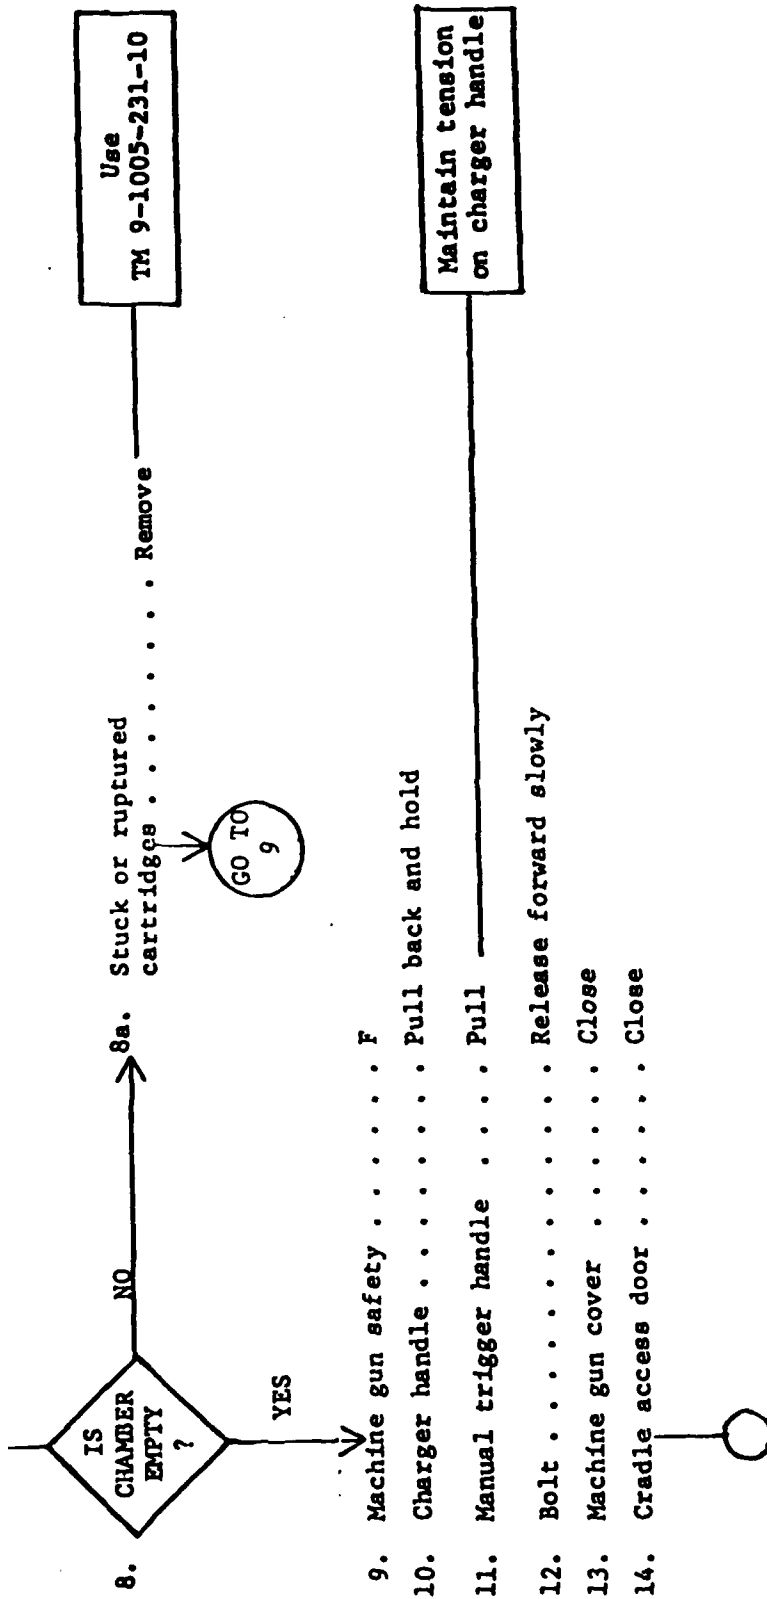 8. IS
CHAMBER
EMPTY
?
NO
8a. Stuck or ruptured
cartridges . . . . . . . . . Remove
Use
TM 9-1005-231-10
GO TO
9
YES
9. Machine gun safety . . . . . . . F
10. Charger handle . . . . . . . . . Pull back and hold
11. Manual trigger handle . . . . . Pull
Maintain tension
on charger handle
12. Bolt . . . . . . . . . . . . . . Release forward slowly
13. Machine gun cover . . . . . . . Close
14. Cradle access door . . . . . . . Close